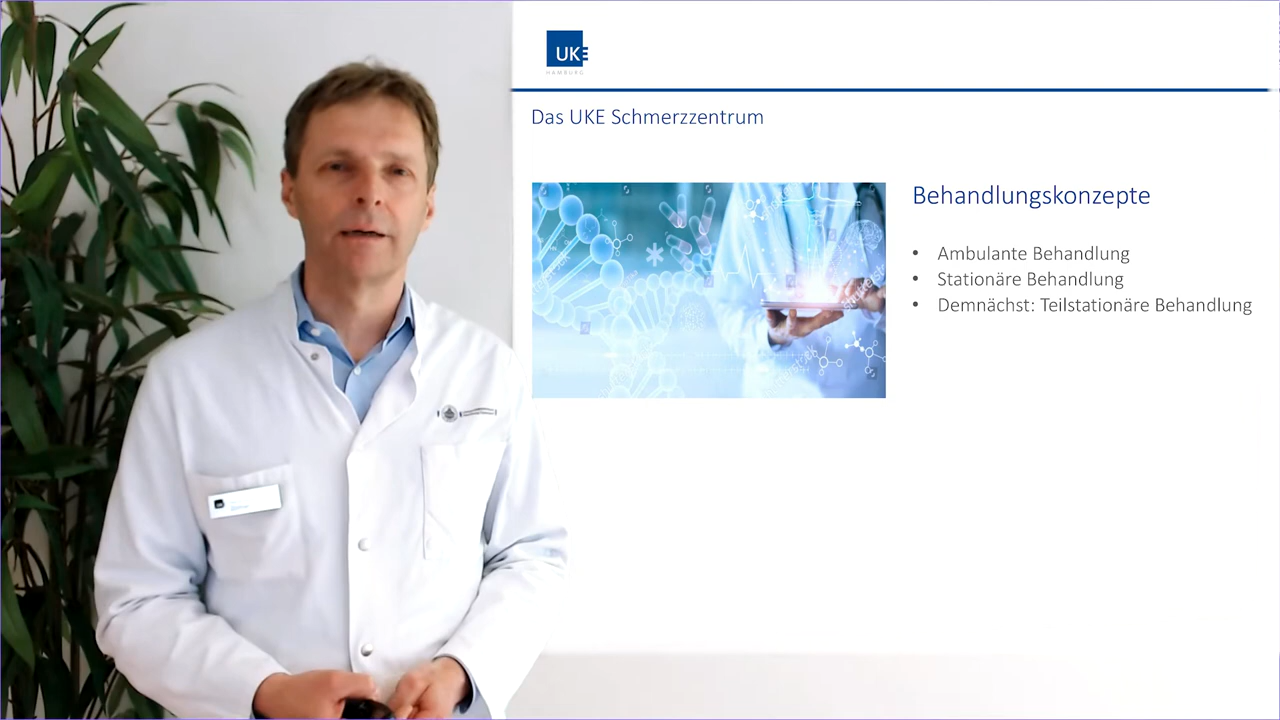 UKE
HAMBURG
Das UKE Schmerzzentrum
Behandlungskonzepte
• Ambulante Behandlung
• Stationäre Behandlung
• Demnächst: Teilstationäre Behandlung